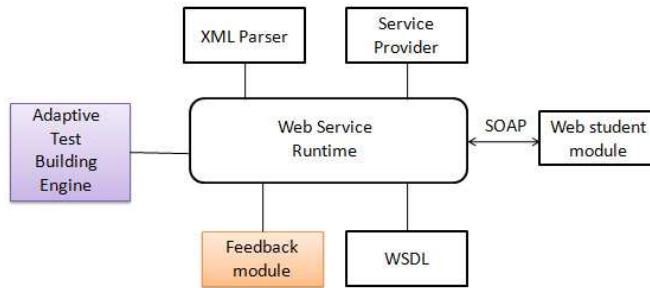 XML Parser
Service
Provider
Adaptive
Test
Building
Engine
Web Service
Runtime
SOAP
Web student
module
Feedback
module
WSDL